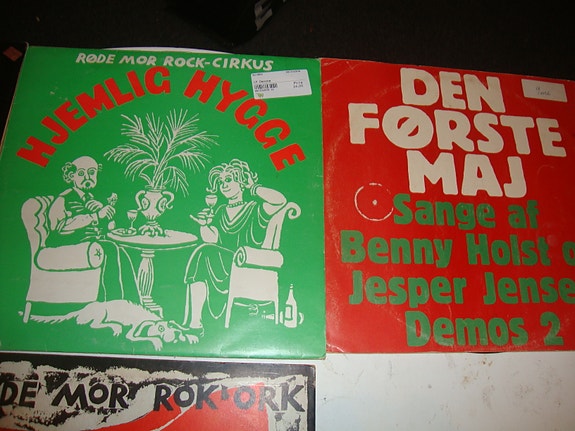 RØDE MOR ROCK-CIRKUS
HJEMLIG HYGGE
DEN
FØRSTE
MAJ
Sange af
Benny Holst o
Jesper Jense
Demos 2
DE MOR ROK ORK